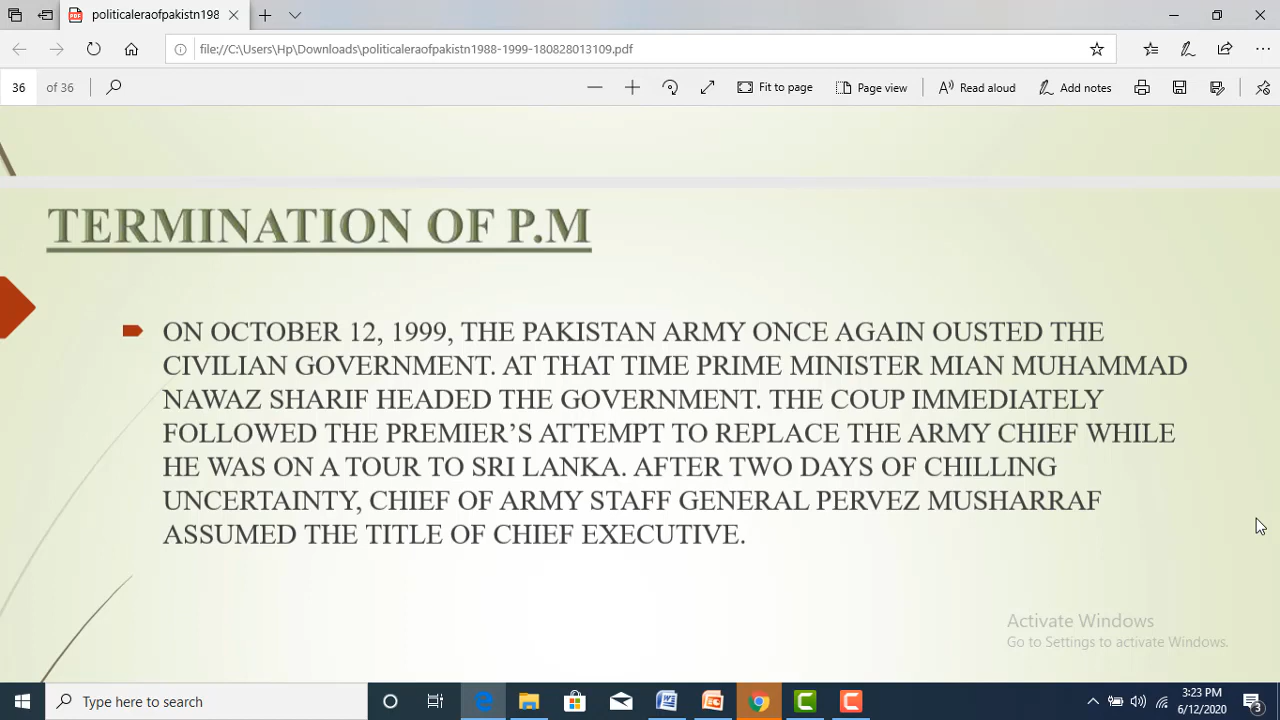 politicaleraofpakistn198
file://C:\Users\Hp\Downloads\politicaleraofpakistn1988-1999-180828013109.pdf
36 of 36 Fit to page Page view Read aloud Add notes
TERMINATION OF P.M
ON OCTOBER 12, 1999, THE PAKISTAN ARMY ONCE AGAIN OUSTED THE
CIVILIAN GOVERNMENT. AT THAT TIME PRIME MINISTER MIAN MUHAMMAD
NAWAZ SHARIF HEADED THE GOVERNMENT. THE COUP IMMEDIATELY
FOLLOWED THE PREMIER’S ATTEMPT TO REPLACE THE ARMY CHIEF WHILE
HE WAS ON A TOUR TO SRI LANKA. AFTER TWO DAYS OF CHILLING
UNCERTAINTY, CHIEF OF ARMY STAFF GENERAL PERVEZ MUSHARRAF
ASSUMED THE TITLE OF CHIEF EXECUTIVE.
Activate Windows
Go to Settings to activate Windows.
Type here to search
3:23 PM
6/12/2020
3